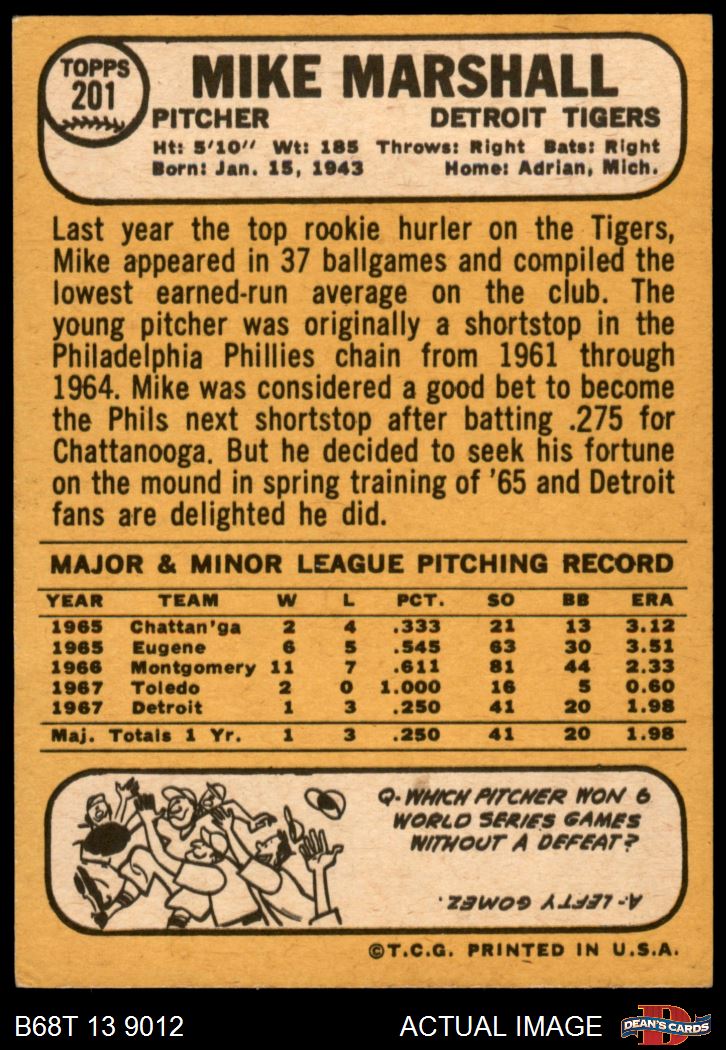 TOPPS
201
MIKE MARSHALL
PITCHER DETROIT TIGERS
Ht: 5'10" Wt: 185 Throws: Right Bats: Right
Born: Jan. 15, 1943 Home: Adrian, Mich.
Last year the top rookie hurler on the Tigers,
Mike appeared in 37 ballgames and compiled the
lowest earned-run average on the club. The
young pitcher was originally a shortstop in the
Philadelphia Phillies chain from 1961 through
1964. Mike was considered a good bet to become
the Phils next shortstop after batting .275 for
Chattanooga. But he decided to seek his fortune
on the mound in spring training of '65 and Detroit
fans are delighted he did.
MAJOR & MINOR LEAGUE PITCHING RECORD
YEAR TEAM W L PCT. SO BB ERA
1965 Chattan'ga 2 4 .333 21 13 3.12
1965 Eugene 6 5 .545 63 30 3.51
1966 Montgomery 11 7 .611 81 44 2.33
1967 Toledo 2 0 1.000 16 5 0.60
1967 Detroit 1 3 .250 41 20 1.98
Maj. Totals 1 Yr. 1 3 .250 41 20 1.98
Q-WHICH PITCHER WON 6
WORLD SERIES GAMES
WITHOUT A DEFEAT?
A-LEFTY GOMEZ.
©T.C.G. PRINTED IN U.S.A.
B68T 13 9012 ACTUAL IMAGE D DEAN'S CARDS